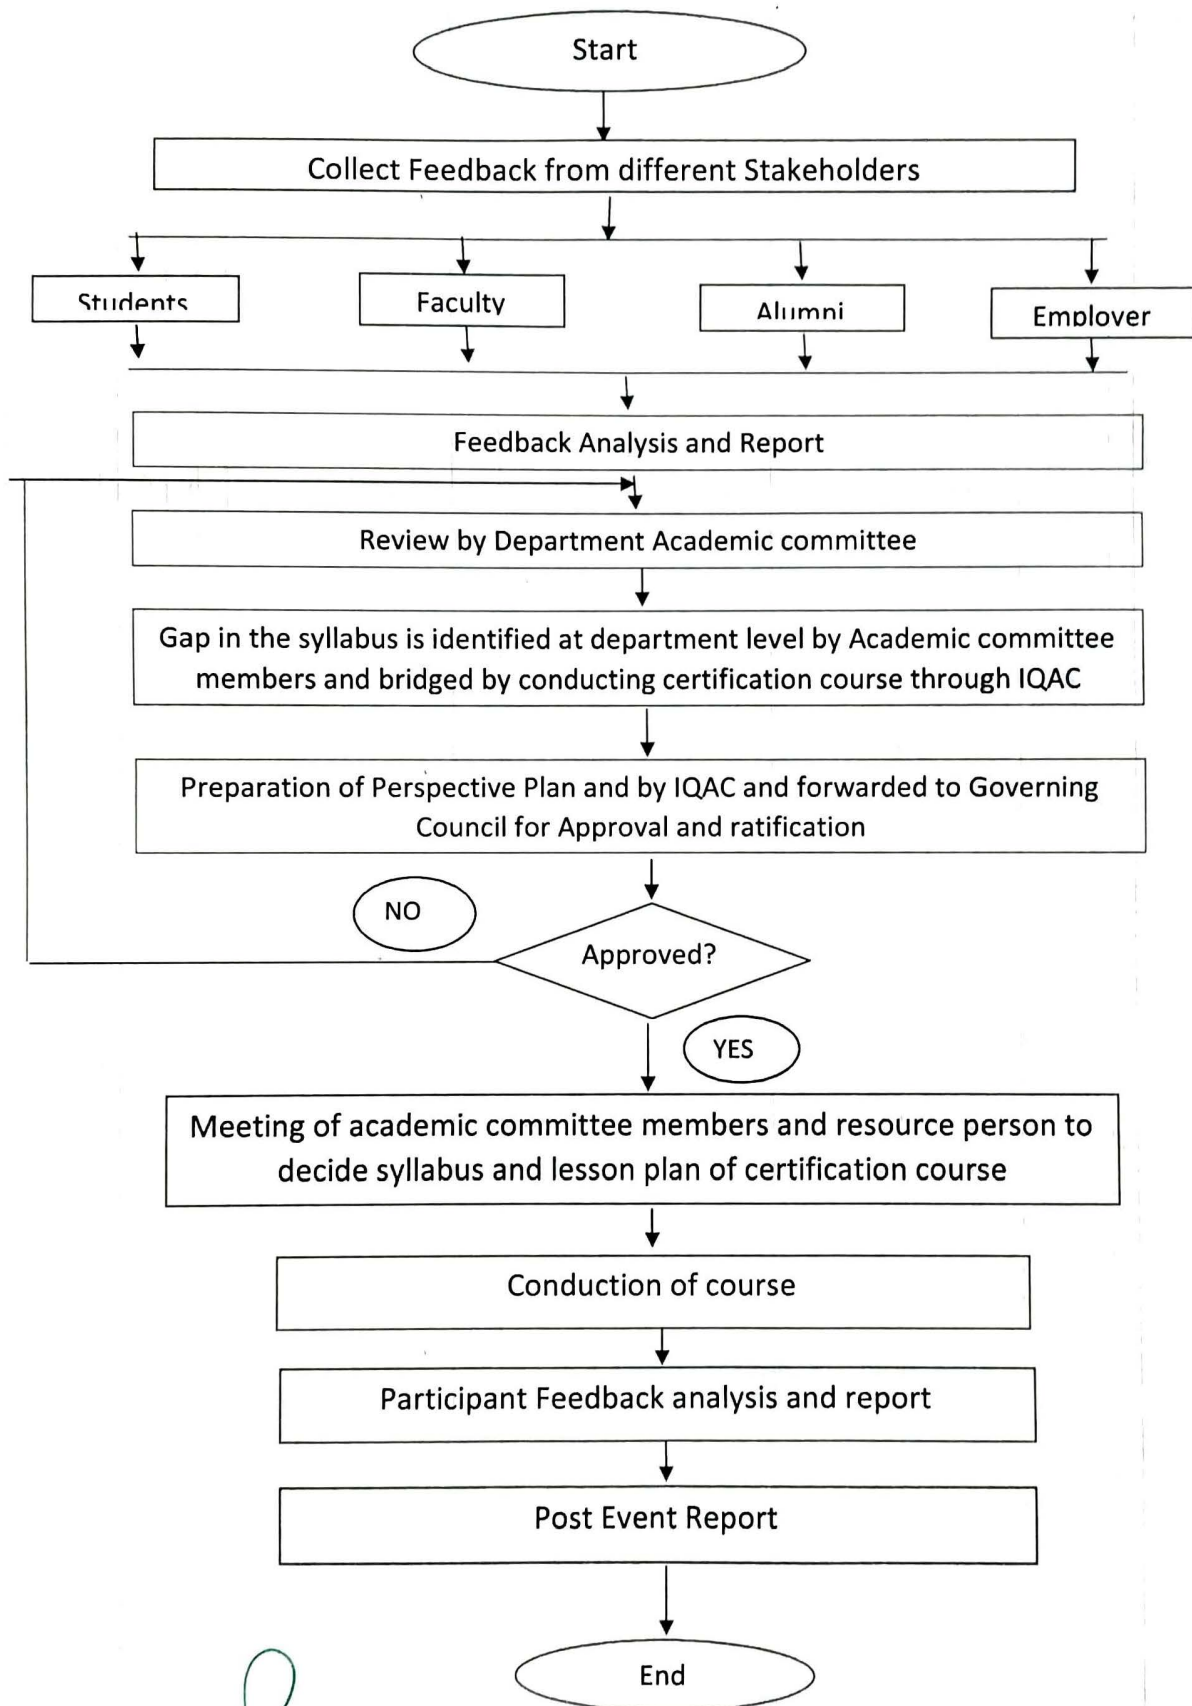 Start
Collect Feedback from different Stakeholders
Students
Faculty
Alumni
Employer
Feedback Analysis and Report
Review by Department Academic committee
Gap in the syllabus is identified at department level by Academic committee
members and bridged by conducting certification course through IQAC
Preparation of Perspective Plan and by IQAC and forwarded to Governing
Council for Approval and ratification
NO
Approved?
YES
Meeting of academic committee members and resource person to
decide syllabus and lesson plan of certification course
Conduction of course
Participant Feedback analysis and report
Post Event Report
End